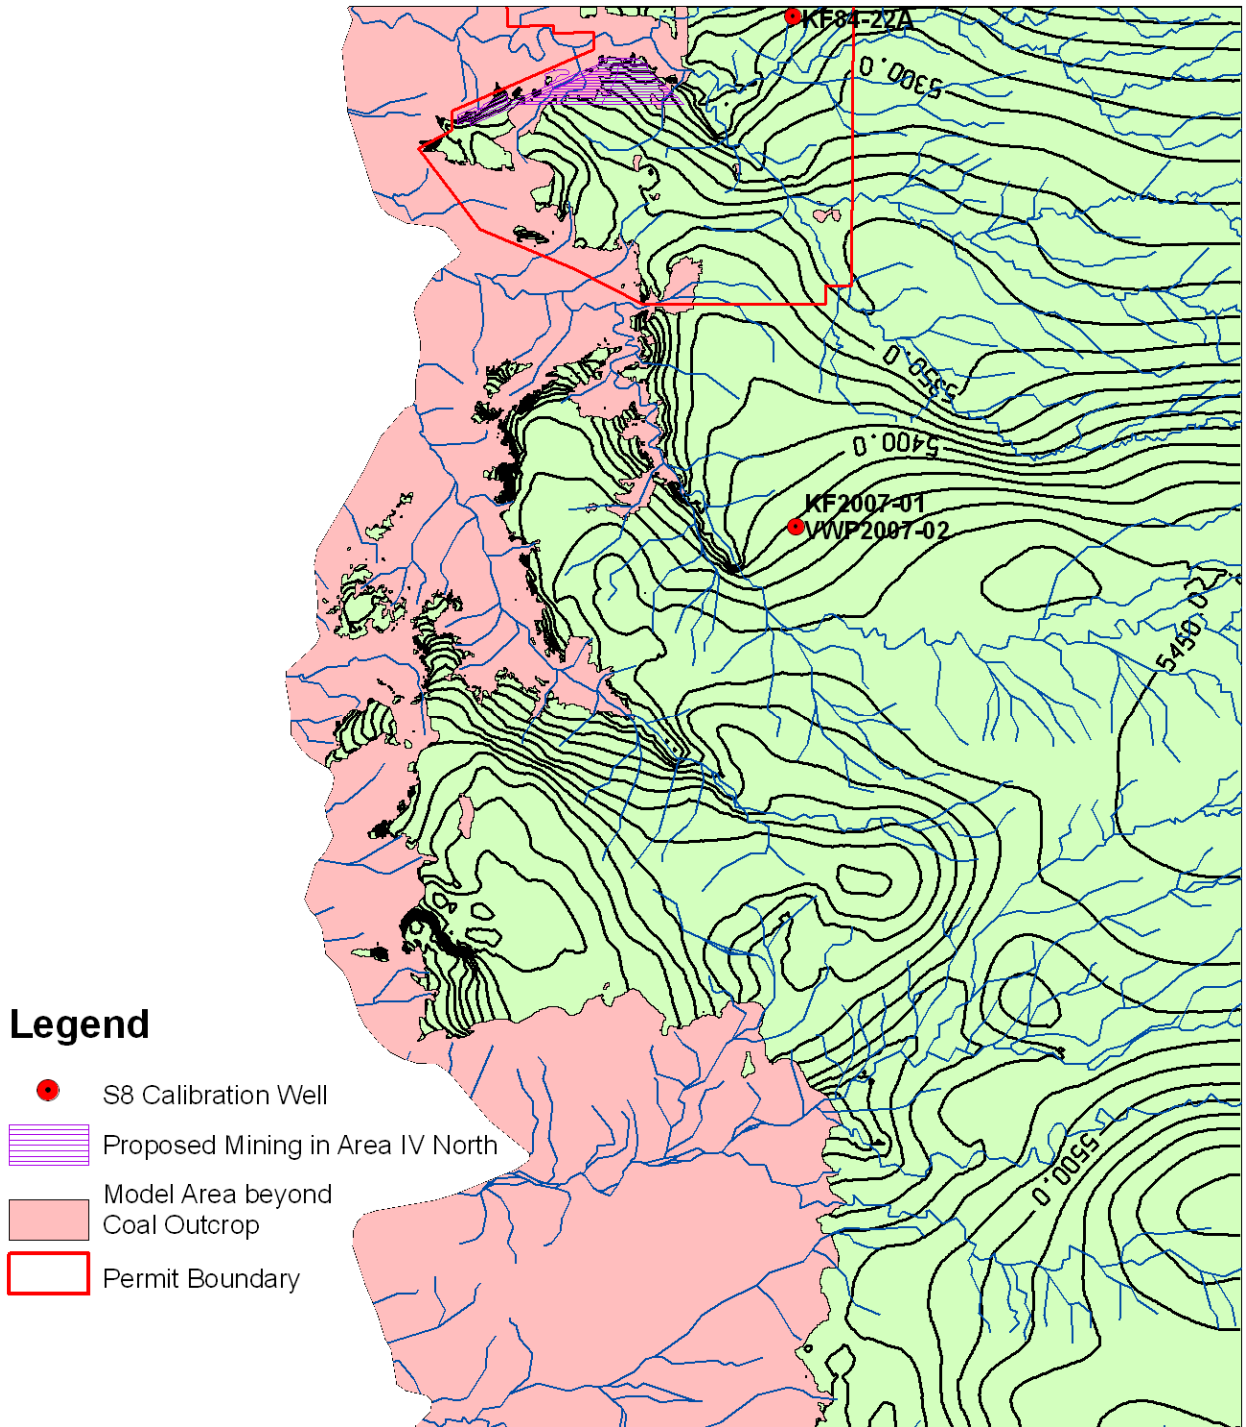 KF84-22A
5300.0
5350.0
5400.0
KF2007-01
VWP2007-02
5450.0
5500.0
Legend
S8 Calibration Well
Proposed Mining in Area IV North
Model Area beyond
Coal Outcrop
Permit Boundary